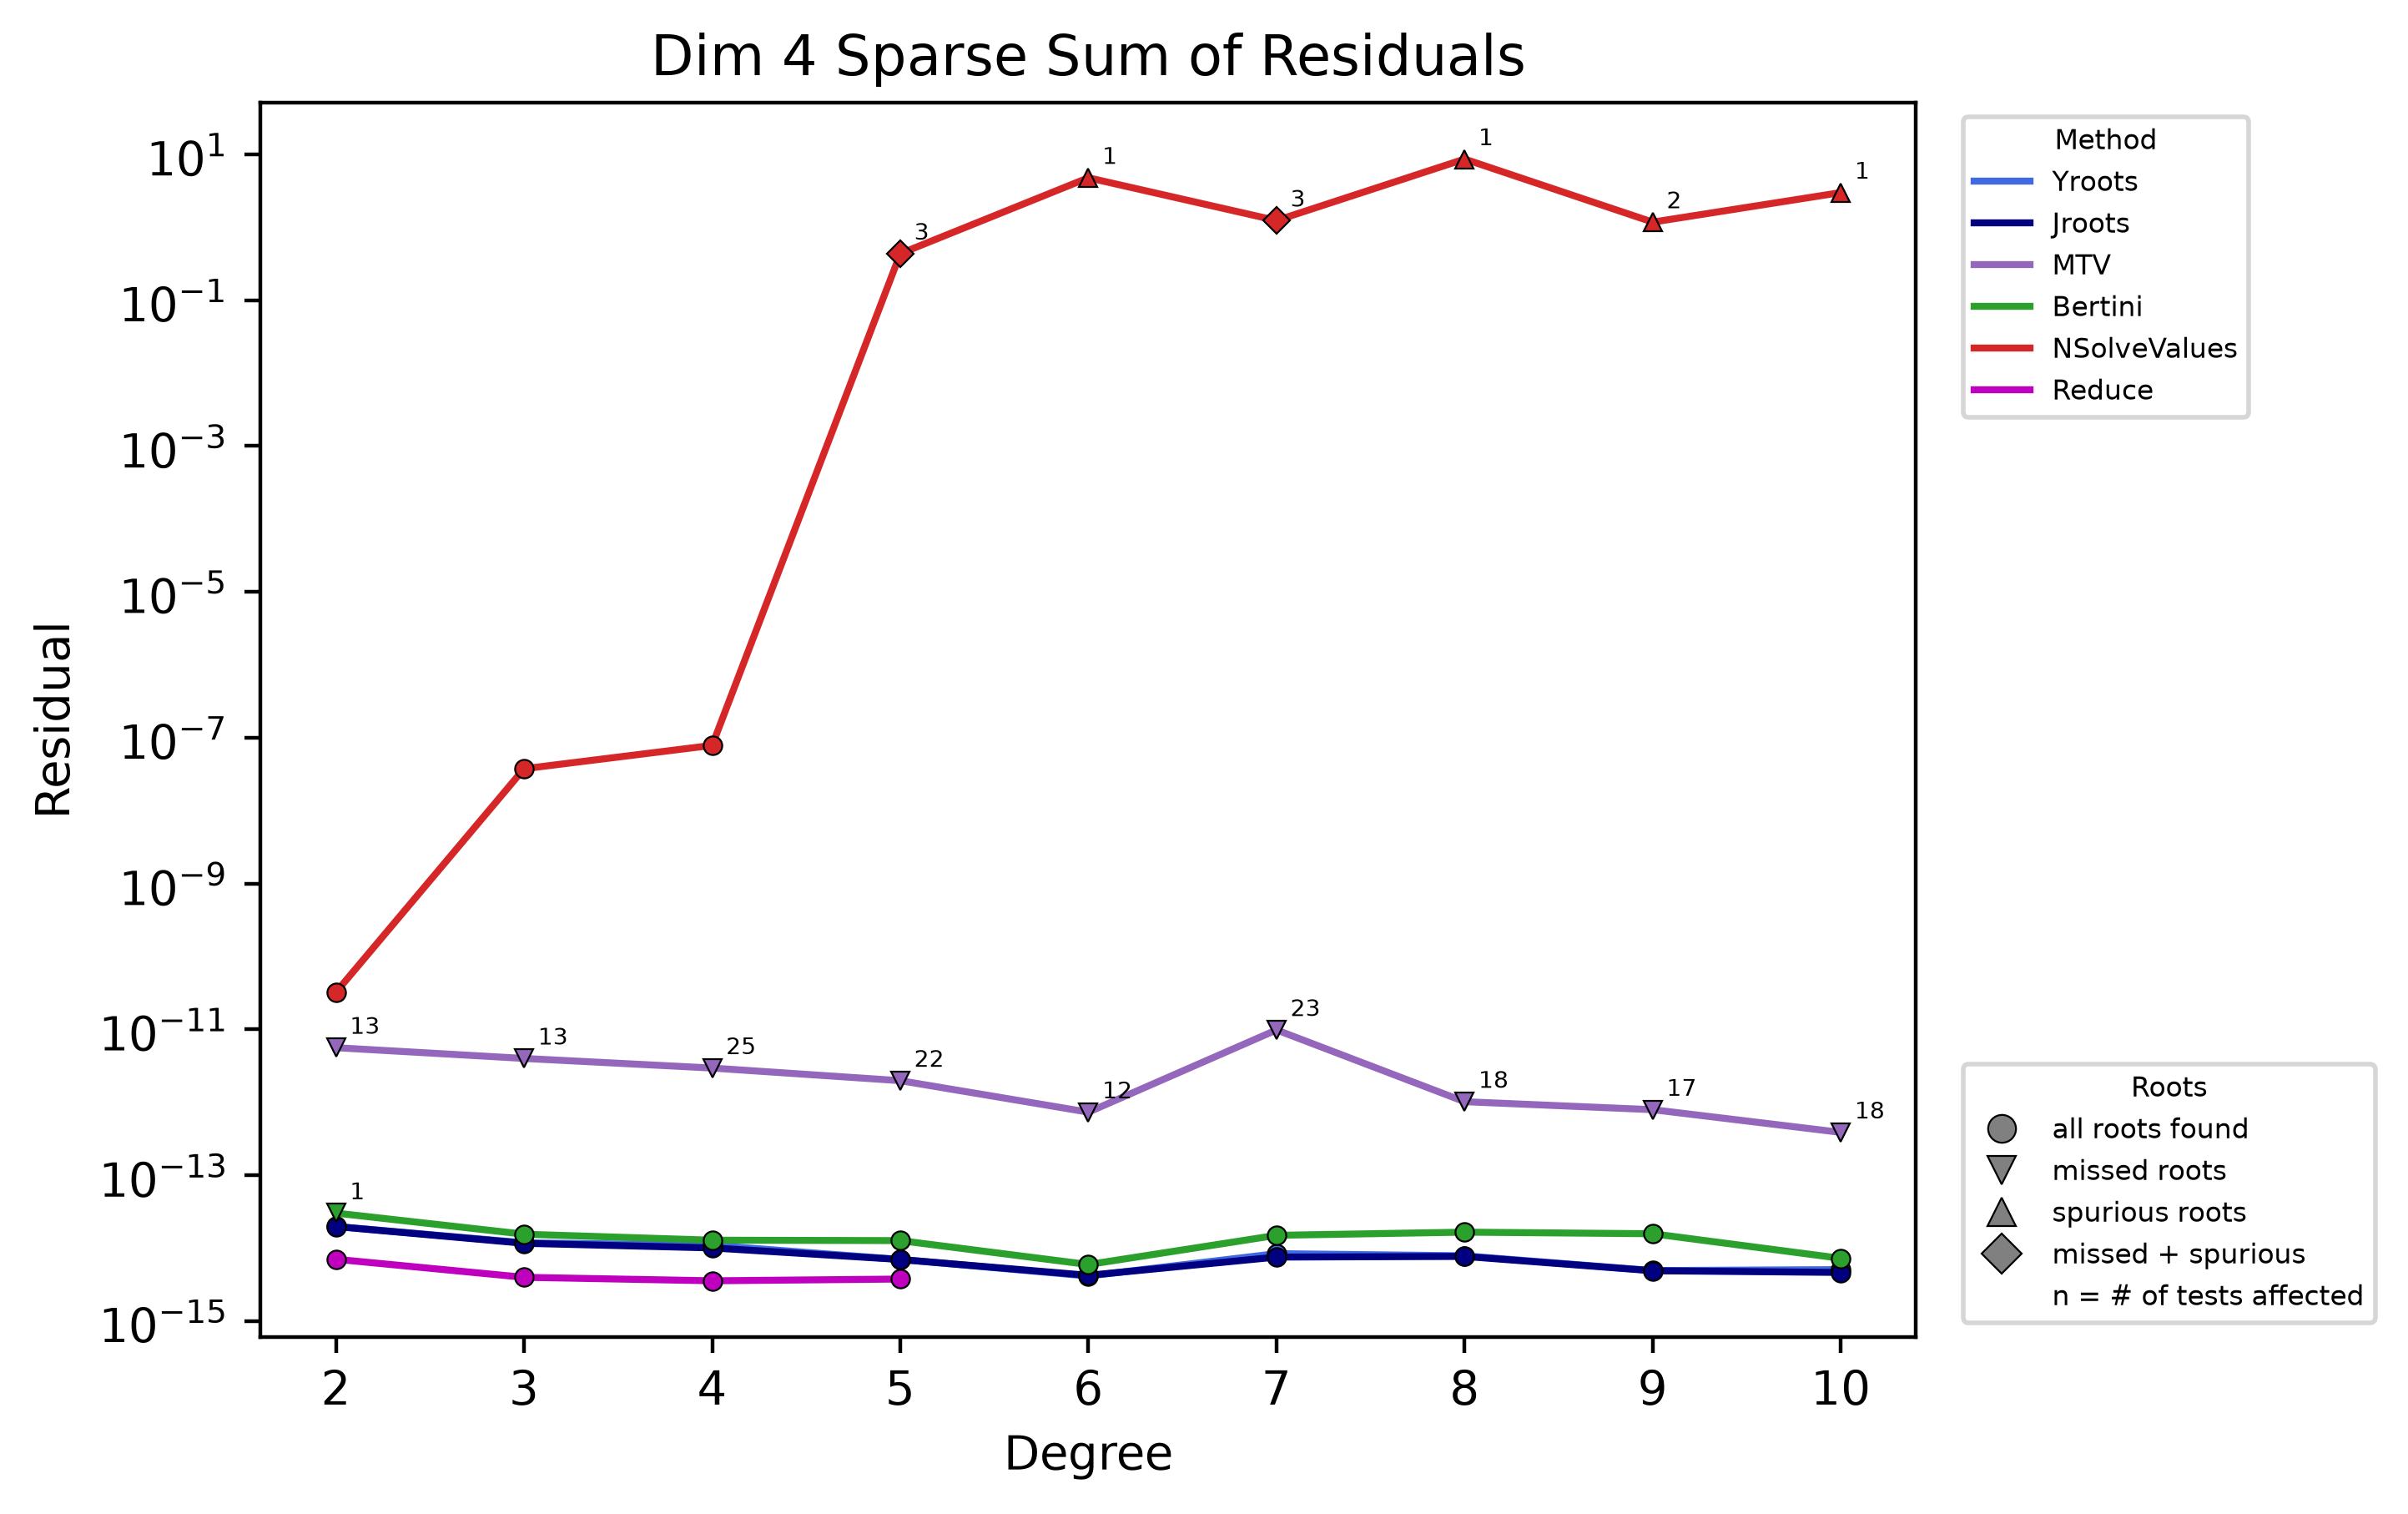 Dim 4 Sparse Sum of Residuals
Residual
10^1
10^−1
10^−3
10^−5
10^−7
10^−9
10^−11
10^−13
10^−15
3
1
3
1
2
1
13
13
25
22
12
23
18
17
18
1
2 3 4 5 6 7 8 9 10
Degree
Method
Yroots
Jroots
MTV
Bertini
NSolveValues
Reduce
Roots
all roots found
missed roots
spurious roots
missed + spurious
n = # of tests affected